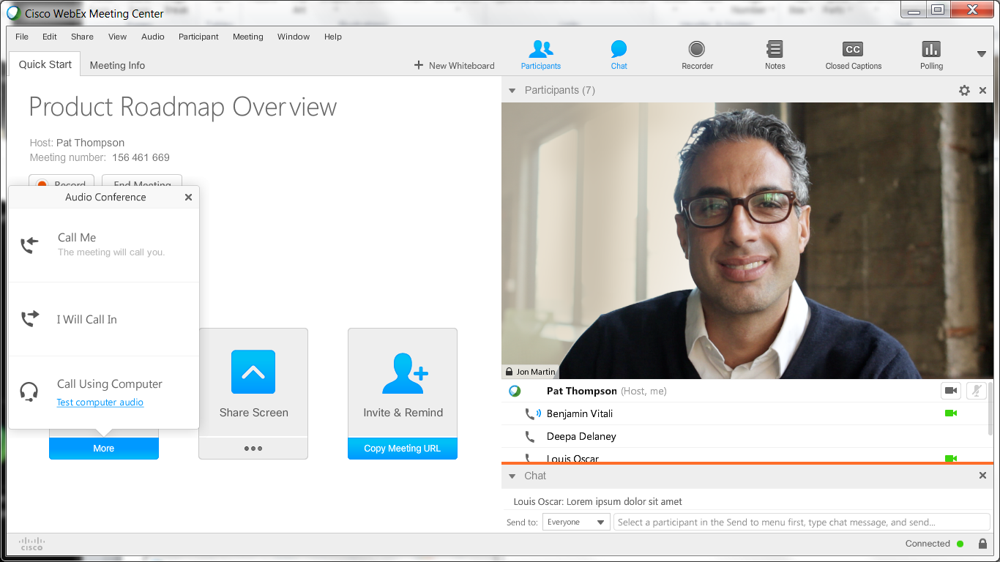 Cisco WebEx Meeting Center
File Edit Share View Audio Participant Meeting Window Help
Quick Start Meeting Info New Whiteboard
Participants Chat Recorder Notes CC Closed Captions Polling
Product Roadmap Overview
Host: Pat Thompson
Meeting number: 156 461 669
Record End Meeting
Audio Conference
Call Me
The meeting will call you.
I Will Call In
Call Using Computer
Test computer audio
More
Share Screen
Invite & Remind
Copy Meeting URL
Participants (7)
Jon Martin
Pat Thompson (Host, me)
Benjamin Vitali
Deepa Delaney
Louis Oscar
Chat
Louis Oscar: Lorem ipsum dolor sit amet
Send to: Everyone Select a participant in the Send to menu first, type chat message, and send...
CISCO
Connected